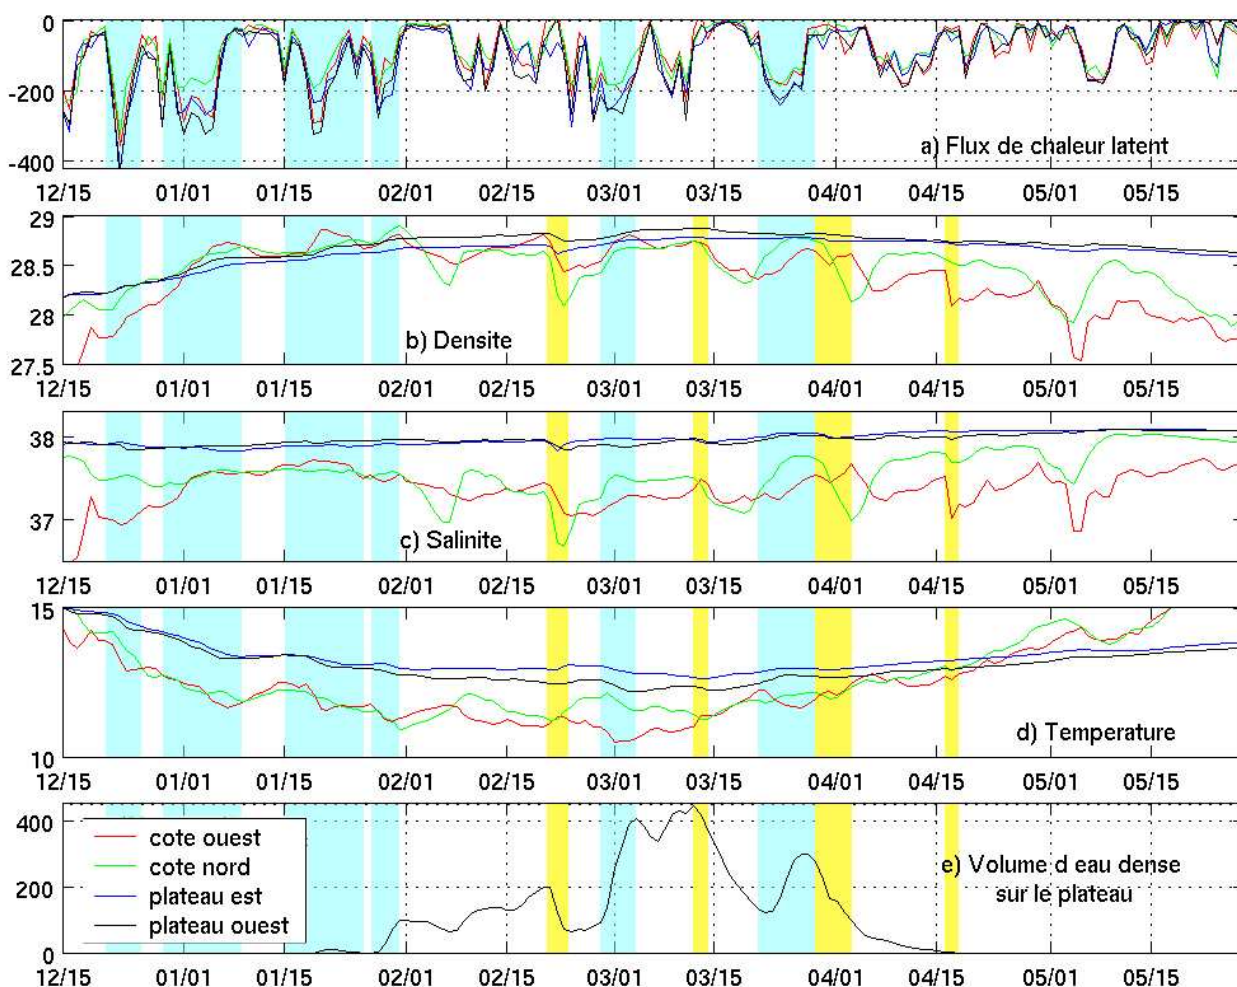 0
-200
-400
a) Flux de chaleur latent
12/15 01/01 01/15 02/01 02/15 03/01 03/15 04/01 04/15 05/01 05/15
29
28.5
28
27.5
b) Densite
12/15 01/01 01/15 02/01 02/15 03/01 03/15 04/01 04/15 05/01 05/15
38
37
c) Salinite
12/15 01/01 01/15 02/01 02/15 03/01 03/15 04/01 04/15 05/01 05/15
15
10
d) Temperature
12/15 01/01 01/15 02/01 02/15 03/01 03/15 04/01 04/15 05/01 05/15
400
200
0
cote ouest
cote nord
plateau est
plateau ouest
e) Volume d eau dense
sur le plateau
12/15 01/01 01/15 02/01 02/15 03/01 03/15 04/01 04/15 05/01 05/15